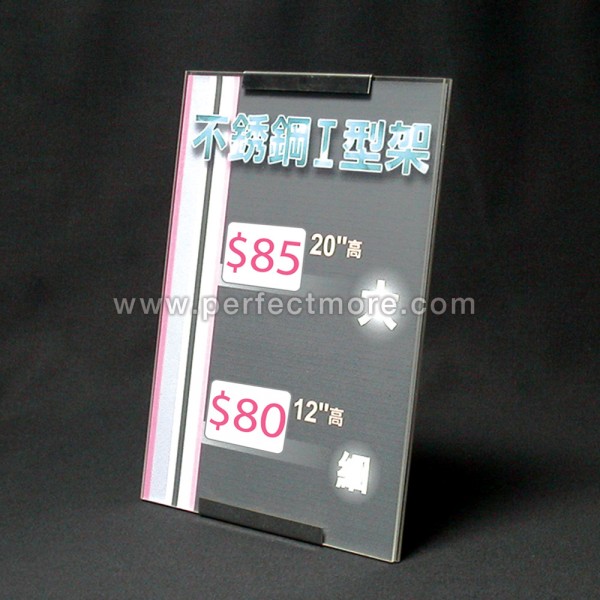 不銹鋼I型架
$85 20"高
大
www.perfectmore.com
$80 12"高
細